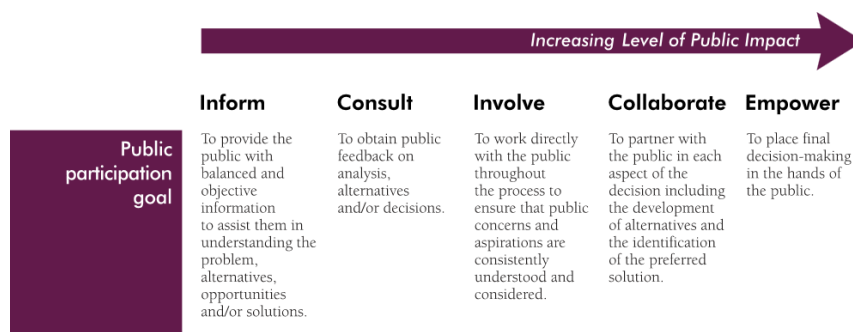 Increasing Level of Public Impact
Inform
Consult
Involve
Collaborate
Empower
Public
participation
goal
To provide the
public with
balanced and
objective
information
to assist them in
understanding the
problem,
alternatives,
opportunities
and/or solutions.
To obtain public
feedback on
analysis,
alternatives
and/or decisions.
To work directly
with the public
throughout
the process to
ensure that public
concerns and
aspirations are
consistently
understood and
considered.
To partner with
the public in each
aspect of the
decision including
the development
of alternatives and
the identification
of the preferred
solution.
To place final
decision-making
in the hands of
the public.